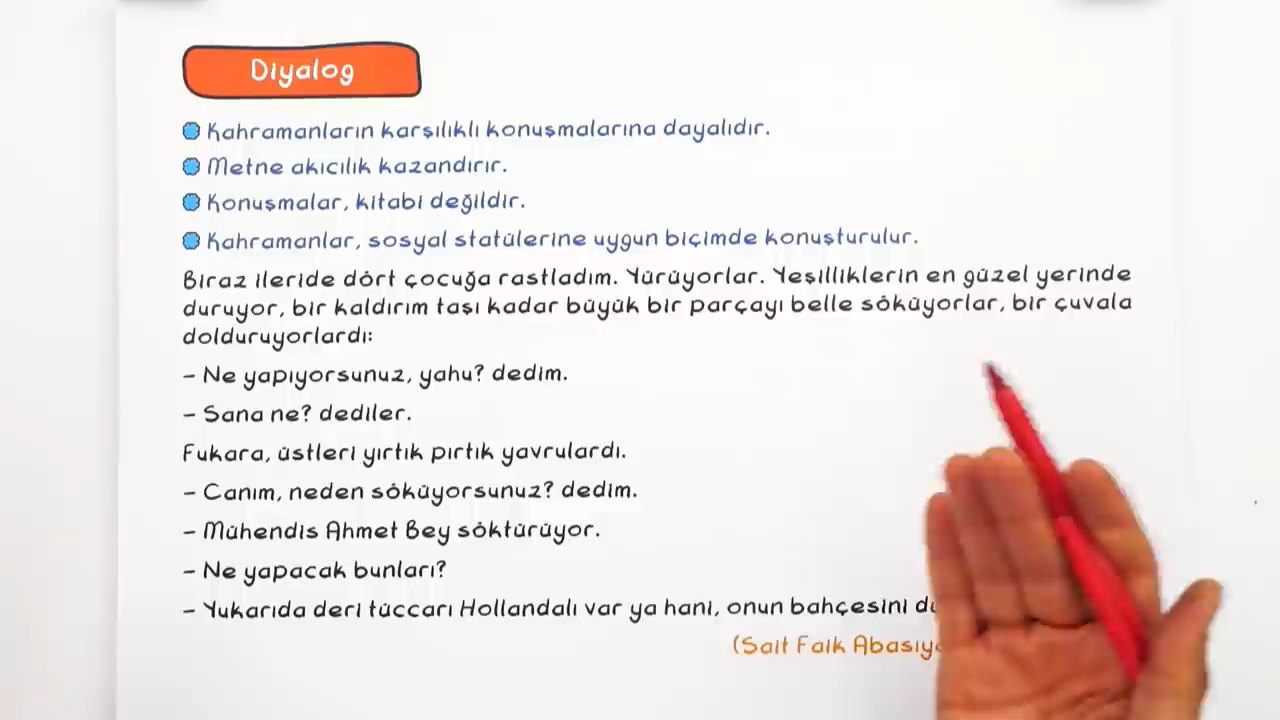 Diyalog
Kahramanların karşılıklı konuşmalarına dayalıdır.
Metne akıcılık kazandırır.
Konuşmalar, kitabi değildir.
Kahramanlar, sosyal statülerine uygun biçimde konuşturulur.
Biraz ileride dört çocuğa rastladım. Yürüyorlar. Yeşilliklerin en güzel yerinde
duruyor, bir kaldırım taşı kadar büyük bir parçayı belle söküyorlar, bir çuvala
dolduruyorlardı:
– Ne yapıyorsunuz, yahu? dedim.
– Sana ne? dediler.
Fukara, üstleri yırtık pırtık yavrulardı.
– Canım, neden söküyorsunuz? dedim.
– Mühendis Ahmet Bey söktürüyor.
– Ne yapacak bunları?
– Yukarıda deri tüccarı Hollandalı var ya hani, onun bahçesini
(Sait Faik